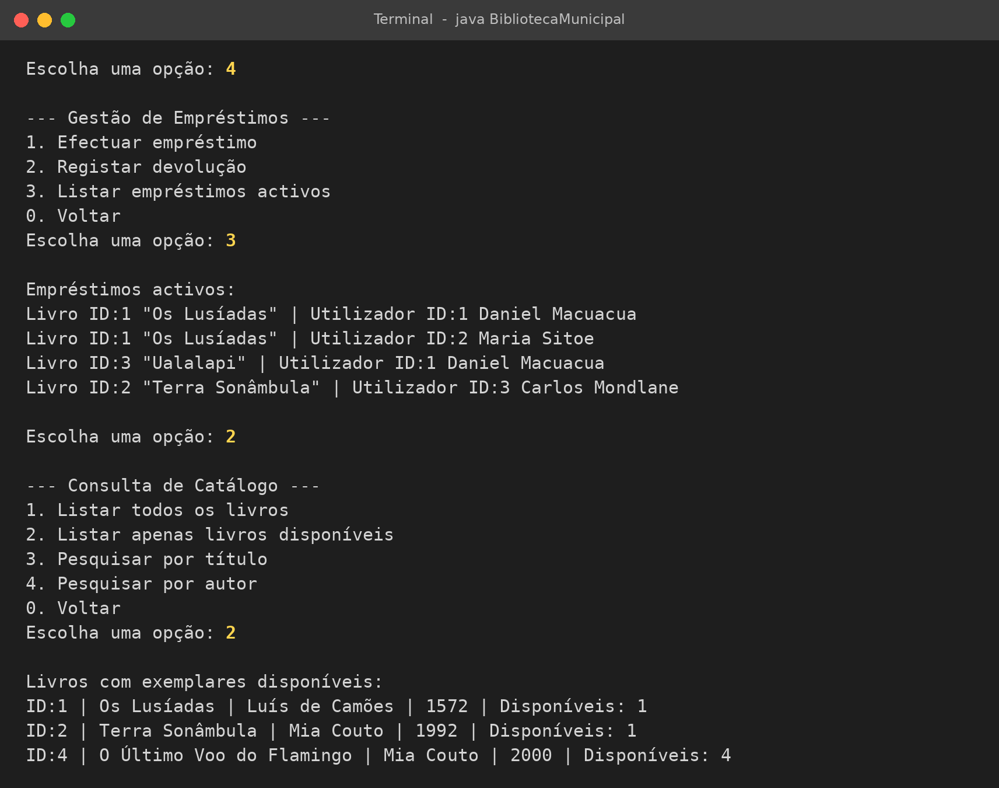 Terminal - java BibliotecaMunicipal
Escolha uma opção: 4
--- Gestão de Empréstimos ---
1. Efectuar empréstimo
2. Registar devolução
3. Listar empréstimos activos
0. Voltar
Escolha uma opção: 3
Empréstimos activos:
Livro ID:1 "Os Lusíadas" | Utilizador ID:1 Daniel Macuacua
Livro ID:1 "Os Lusíadas" | Utilizador ID:2 Maria Sitoe
Livro ID:3 "Ualalapi" | Utilizador ID:1 Daniel Macuacua
Livro ID:2 "Terra Sonâmbula" | Utilizador ID:3 Carlos Mondlane
Escolha uma opção: 2
--- Consulta de Catálogo ---
1. Listar todos os livros
2. Listar apenas livros disponíveis
3. Pesquisar por título
4. Pesquisar por autor
0. Voltar
Escolha uma opção: 2
Livros com exemplares disponíveis:
ID:1 | Os Lusíadas | Luís de Camões | 1572 | Disponíveis: 1
ID:2 | Terra Sonâmbula | Mia Couto | 1992 | Disponíveis: 1
ID:4 | O Último Voo do Flamingo | Mia Couto | 2000 | Disponíveis: 4